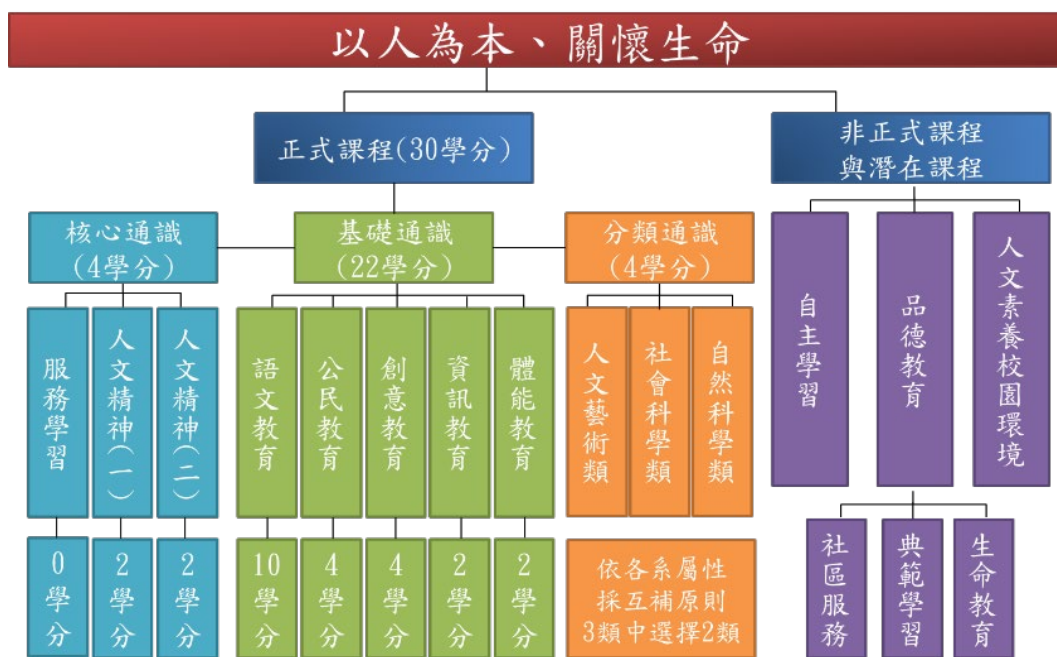 以人為本、關懷生命
正式課程(30學分)
非正式課程
與潛在課程
核心通識
(4學分)
基礎通識
(22學分)
分類通識
(4學分)
服務學習
人文精神(一)
人文精神(二)
語文教育
公民教育
創意教育
資訊教育
體能教育
人文藝術類
社會科學類
自然科學類
自主學習
品德教育
人文素養校園環境
0學分
2學分
2學分
10學分
4學分
4學分
2學分
2學分
依各系屬性
採互補原則
3類中選擇2類
社區服務
典範學習
生命教育